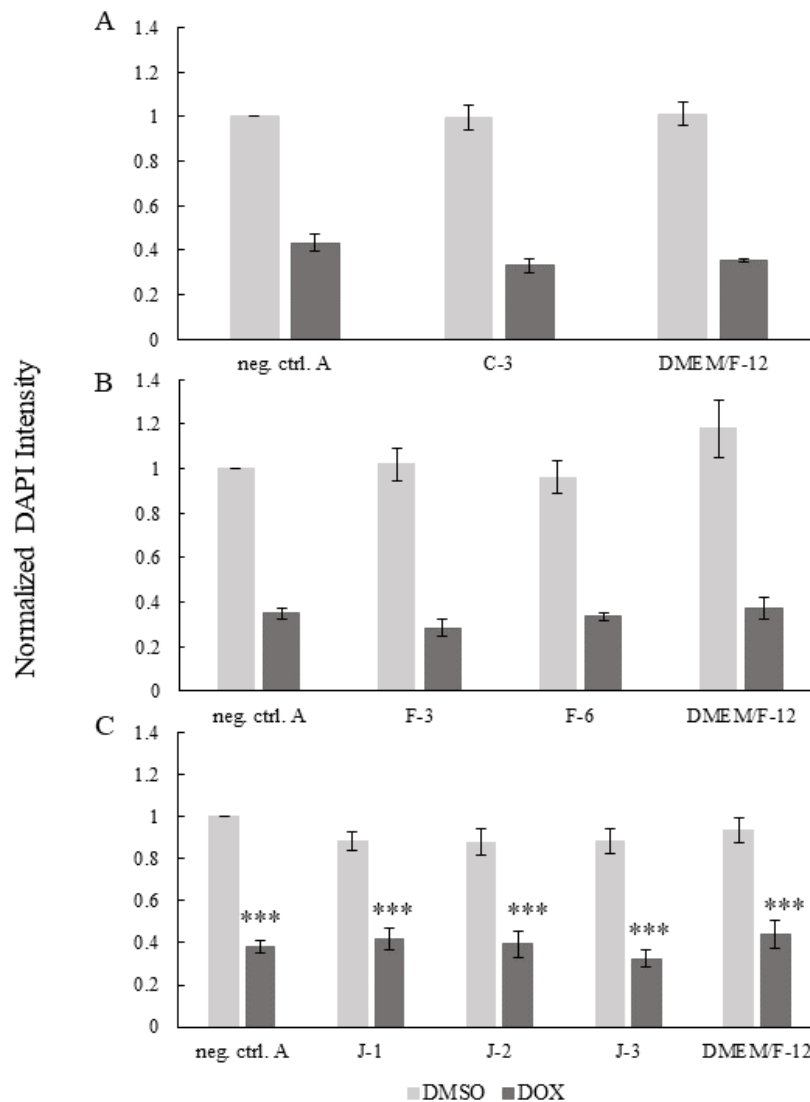 A
1.4
1.2
1
0.8
0.6
0.4
0.2
0
neg. ctrl. A C-3 DMEM/F-12
Normalized DAPI Intensity
B
1.4
1.2
1
0.8
0.6
0.4
0.2
0
neg. ctrl. A F-3 F-6 DMEM/F-12
C
1.4
1.2
1
0.8
0.6
0.4
0.2
0
*** *** *** *** ***
neg. ctrl. A J-1 J-2 J-3 DMEM/F-12
DMSO DOX